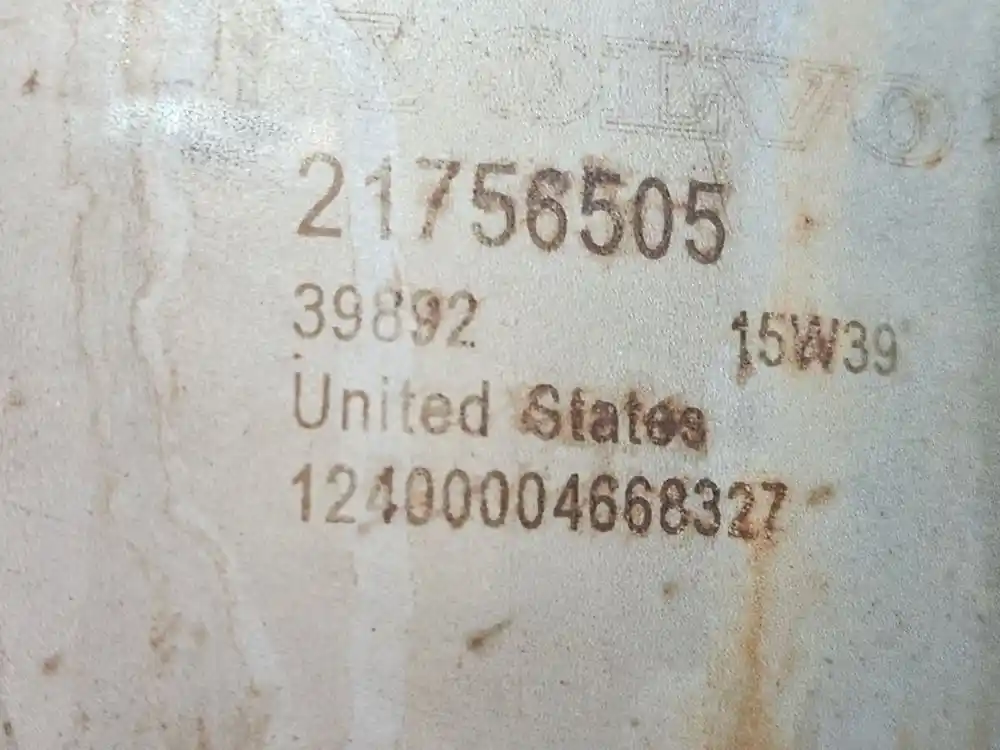 VOLVO
21756505
39892 15W39
United States
12400004668327